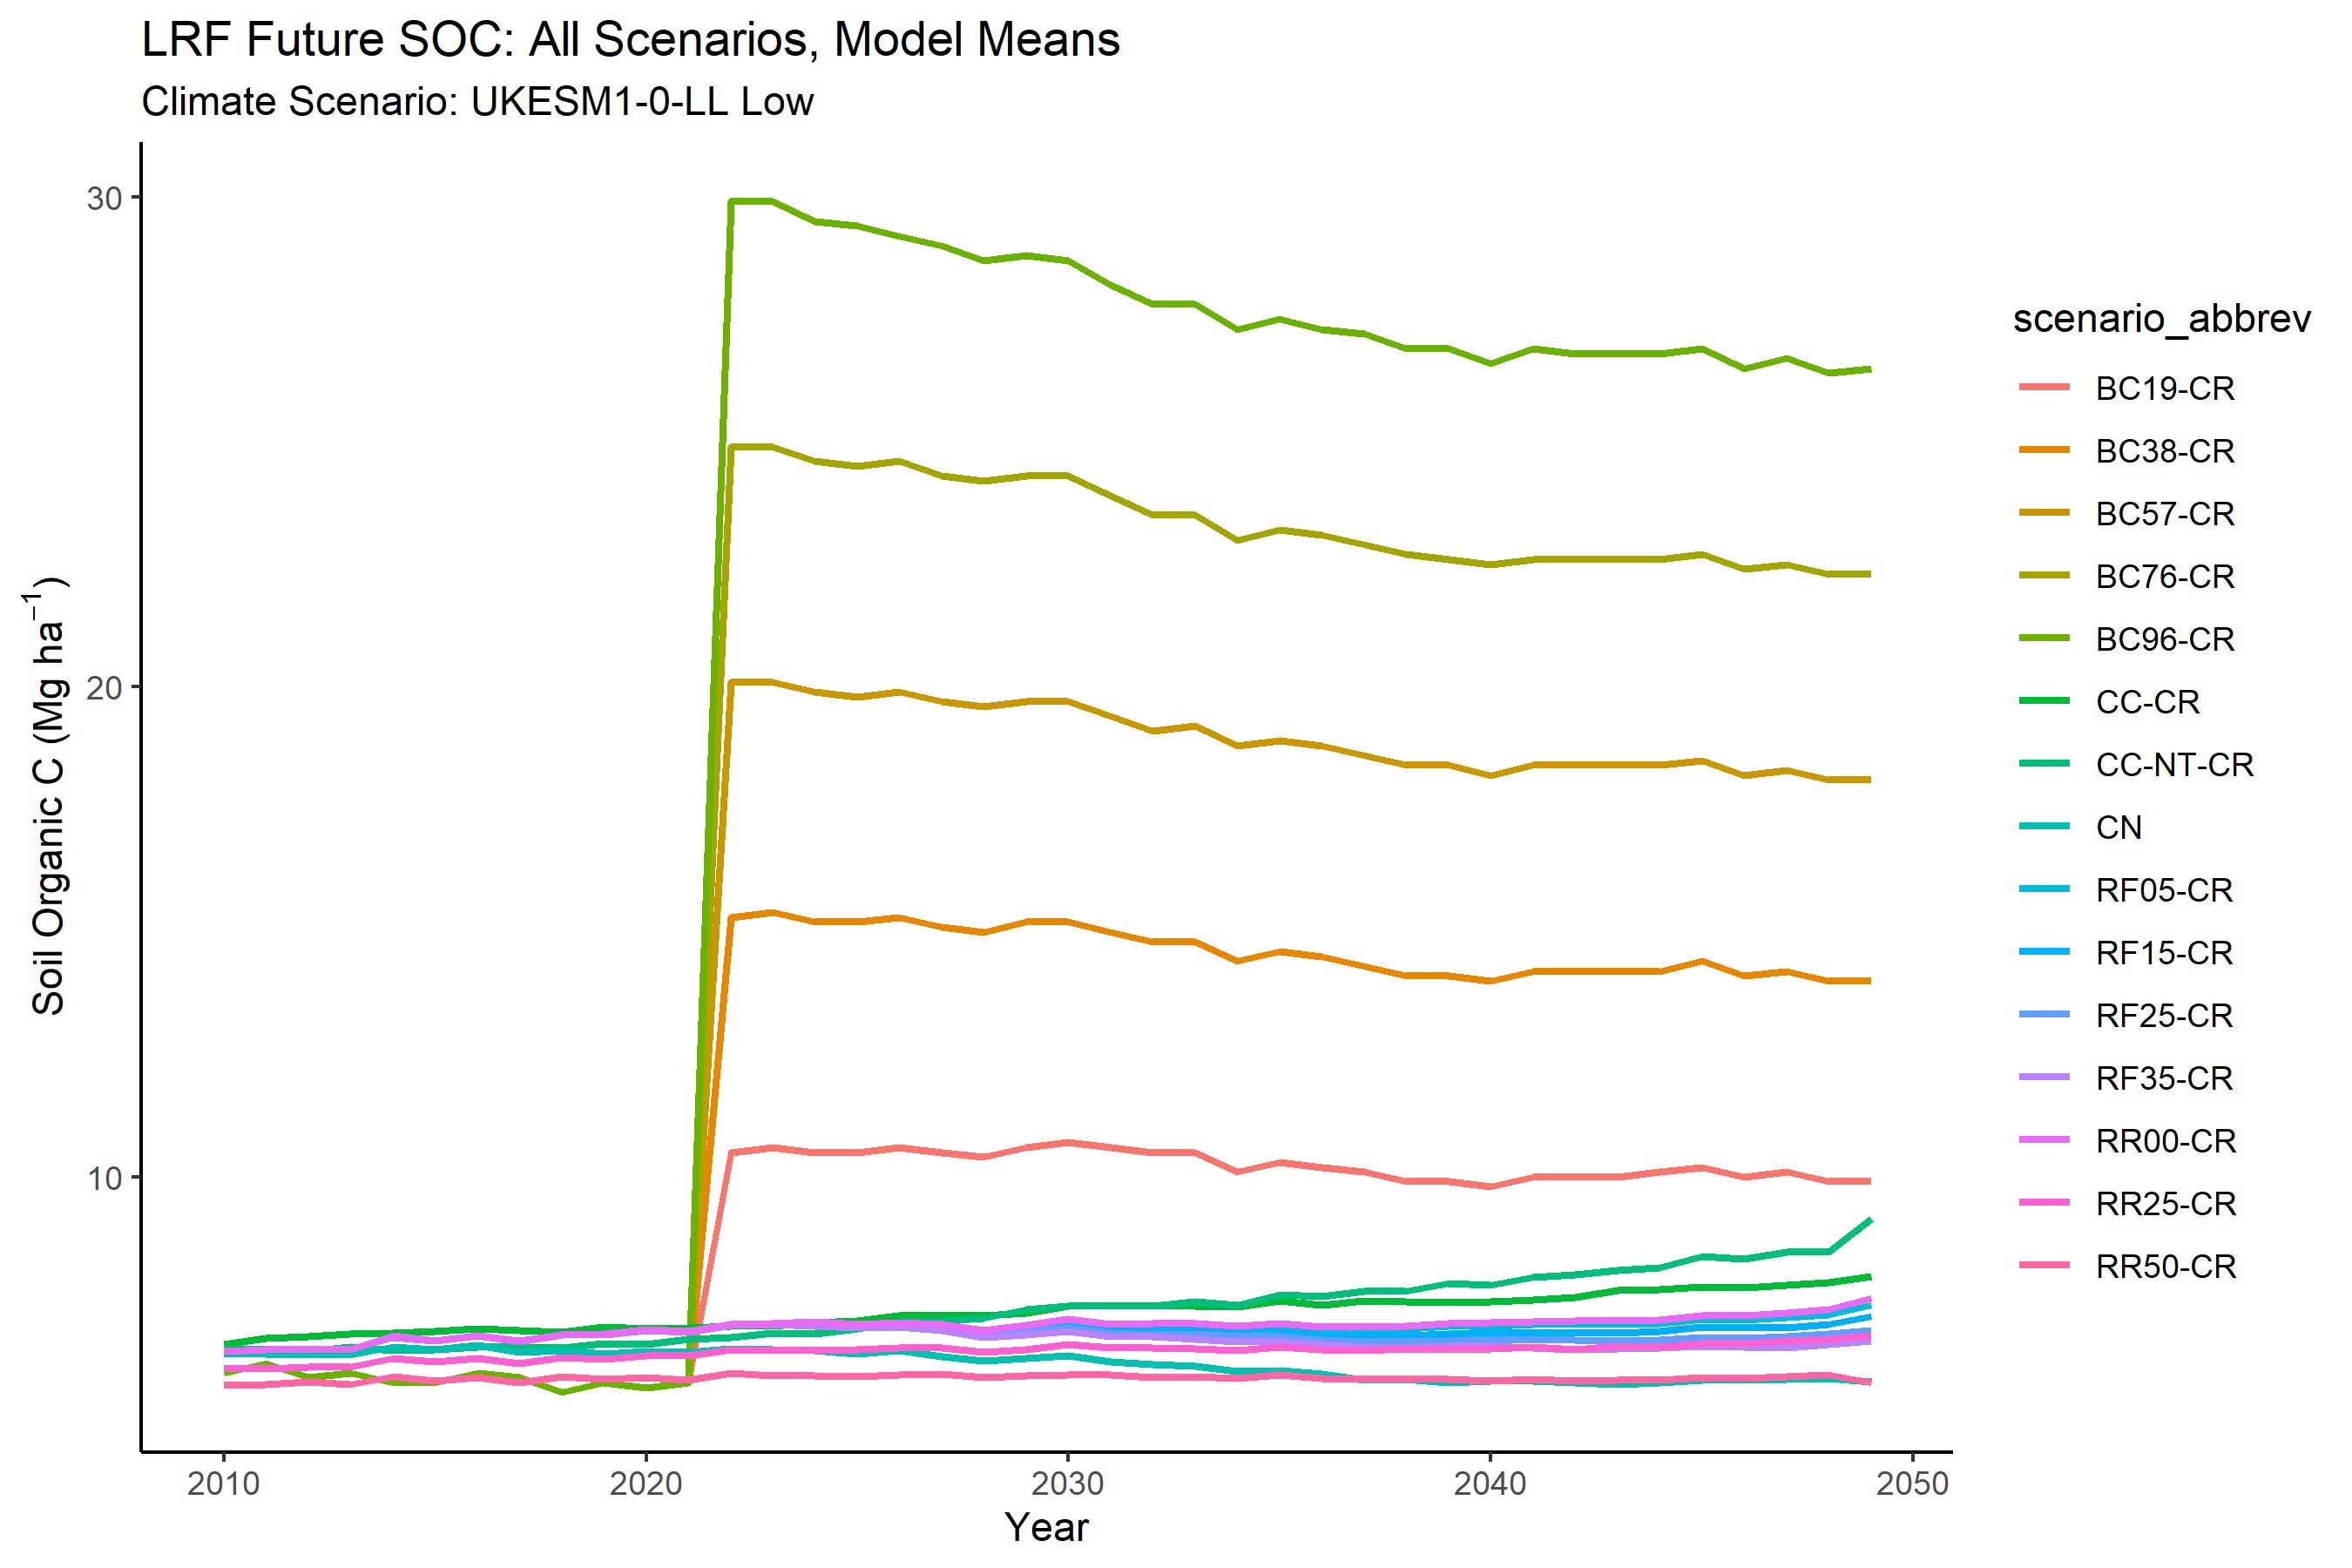 LRF Future SOC: All Scenarios, Model Means
Climate Scenario: UKESM1-0-LL Low
Soil Organic C (Mg ha⁻¹)
30
20
10
2010
2020
2030
2040
2050
Year
scenario_abbrev
BC19-CR
BC38-CR
BC57-CR
BC76-CR
BC96-CR
CC-CR
CC-NT-CR
CN
RF05-CR
RF15-CR
RF25-CR
RF35-CR
RR00-CR
RR25-CR
RR50-CR